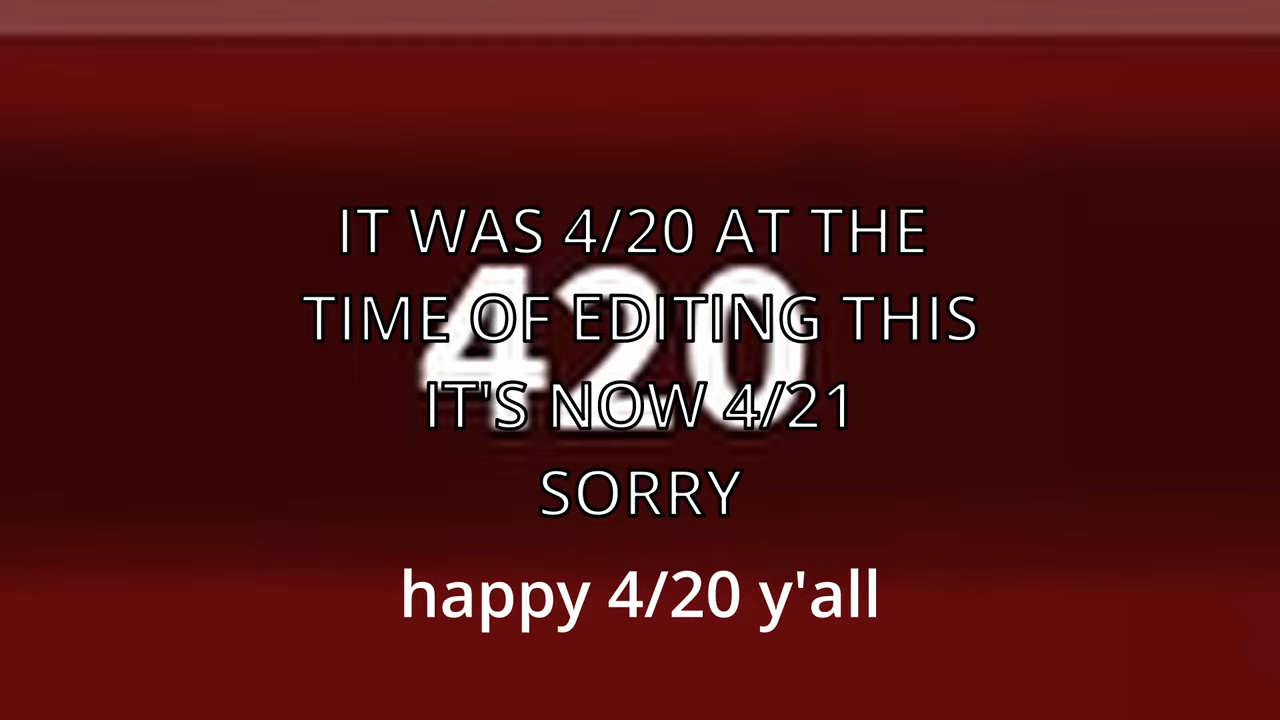 IT WAS 4/20 AT THE
420
TIME OF EDITING THIS
IT'S NOW 4/21
SORRY
happy 4/20 y'all